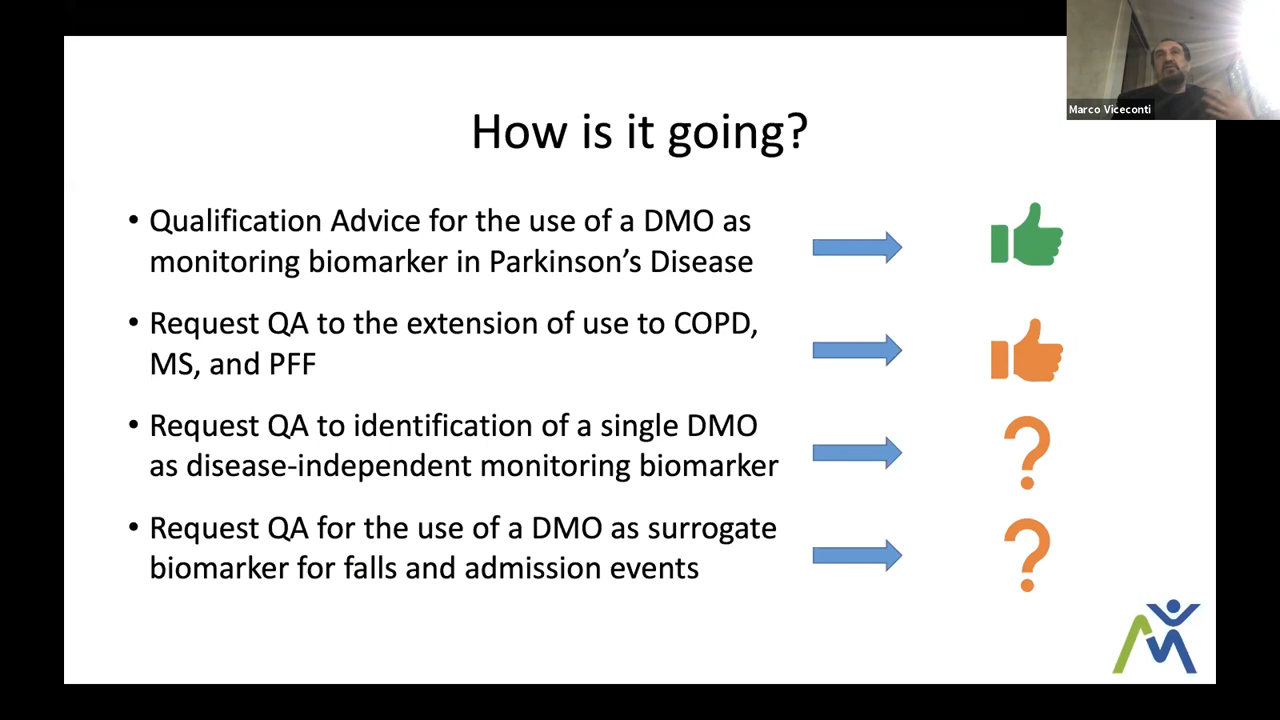 Marco Viceconti
How is it going?
• Qualification Advice for the use of a DMO as
monitoring biomarker in Parkinson’s Disease
• Request QA to the extension of use to COPD,
MS, and PFF
• Request QA to identification of a single DMO
as disease-independent monitoring biomarker
• Request QA for the use of a DMO as surrogate
biomarker for falls and admission events
?
?